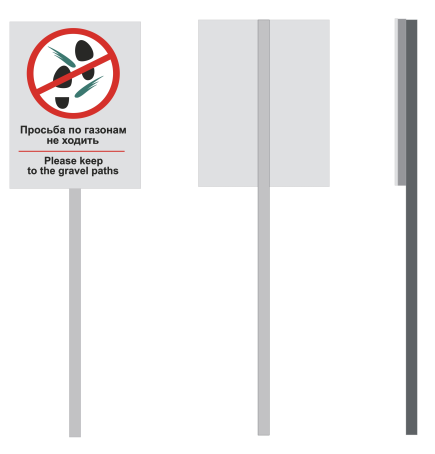 Просьба по газонам
не ходить
Please keep
to the gravel paths